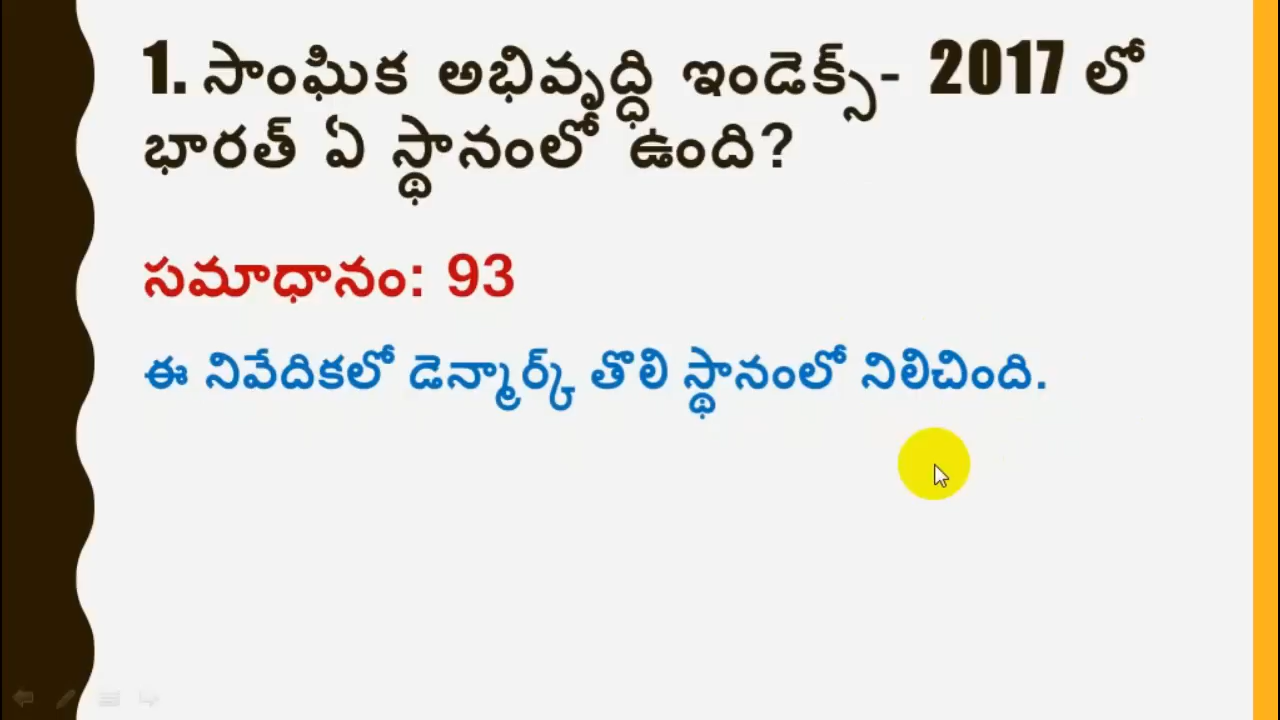 1. సాంఘిక అభివృద్ధి ఇండెక్స్- 2017 లో
భారత్ ఏ స్థానంలో ఉంది?
సమాధానం: 93
ఈ నివేదికలో డెన్మార్క్ తొలి స్థానంలో నిలిచింది.